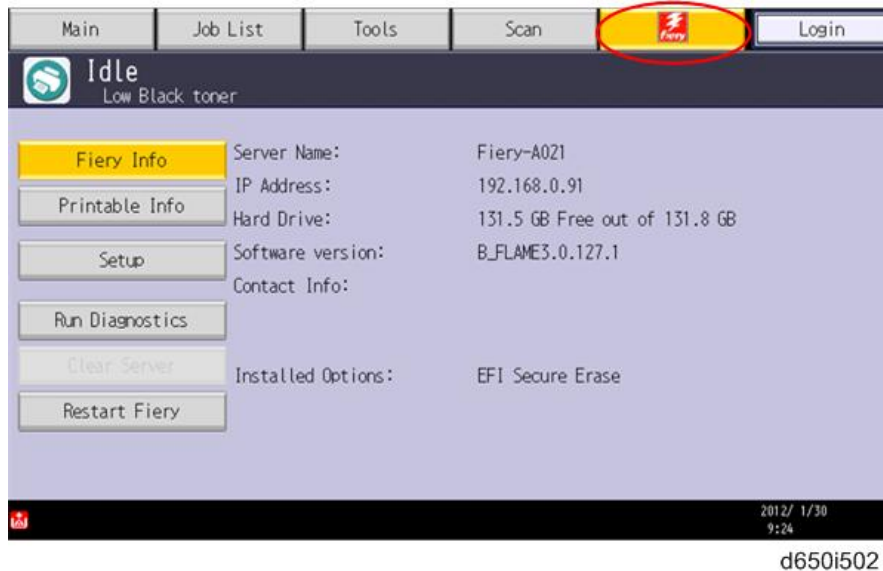 Main Job List Tools Scan Fiery Login
Idle
Low Black toner
Fiery Info
Printable Info
Setup
Run Diagnostics
Clear Server
Restart Fiery
Server Name: Fiery-A021
IP Address: 192.168.0.91
Hard Drive: 131.5 GB Free out of 131.8 GB
Software version: B_FLAME3.0.127.1
Contact Info:
Installed Options: EFI Secure Erase
2012/ 1/30
9:24
d650i502